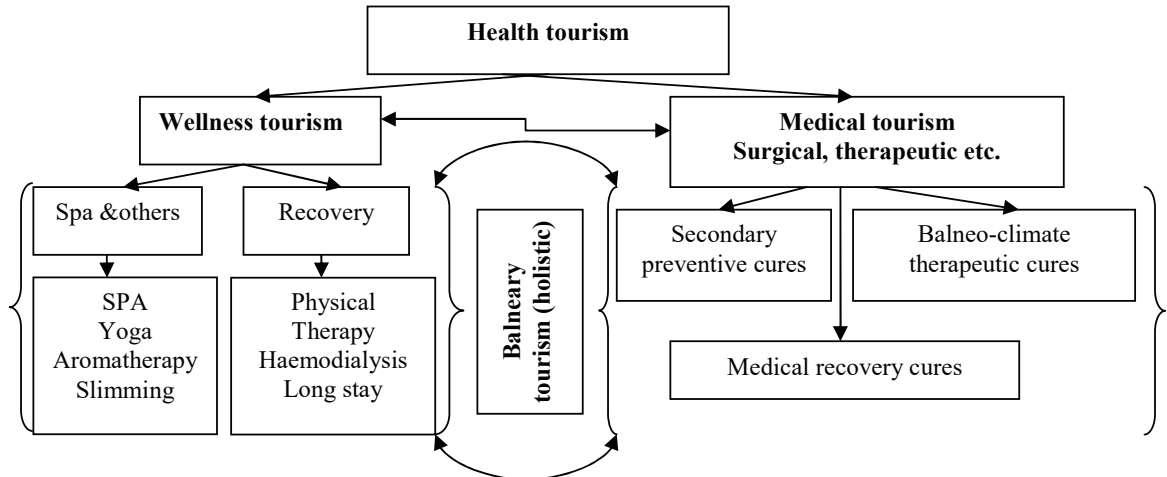 Health tourism
Wellness tourism
Medical tourism
Surgical, therapeutic etc.
Spa &others
Recovery
SPA
Yoga
Aromatherapy
Slimming
Physical
Therapy
Haemodialysis
Long stay
Balneary
tourism (holistic)
Secondary
preventive cures
Balneo-climate
therapeutic cures
Medical recovery cures